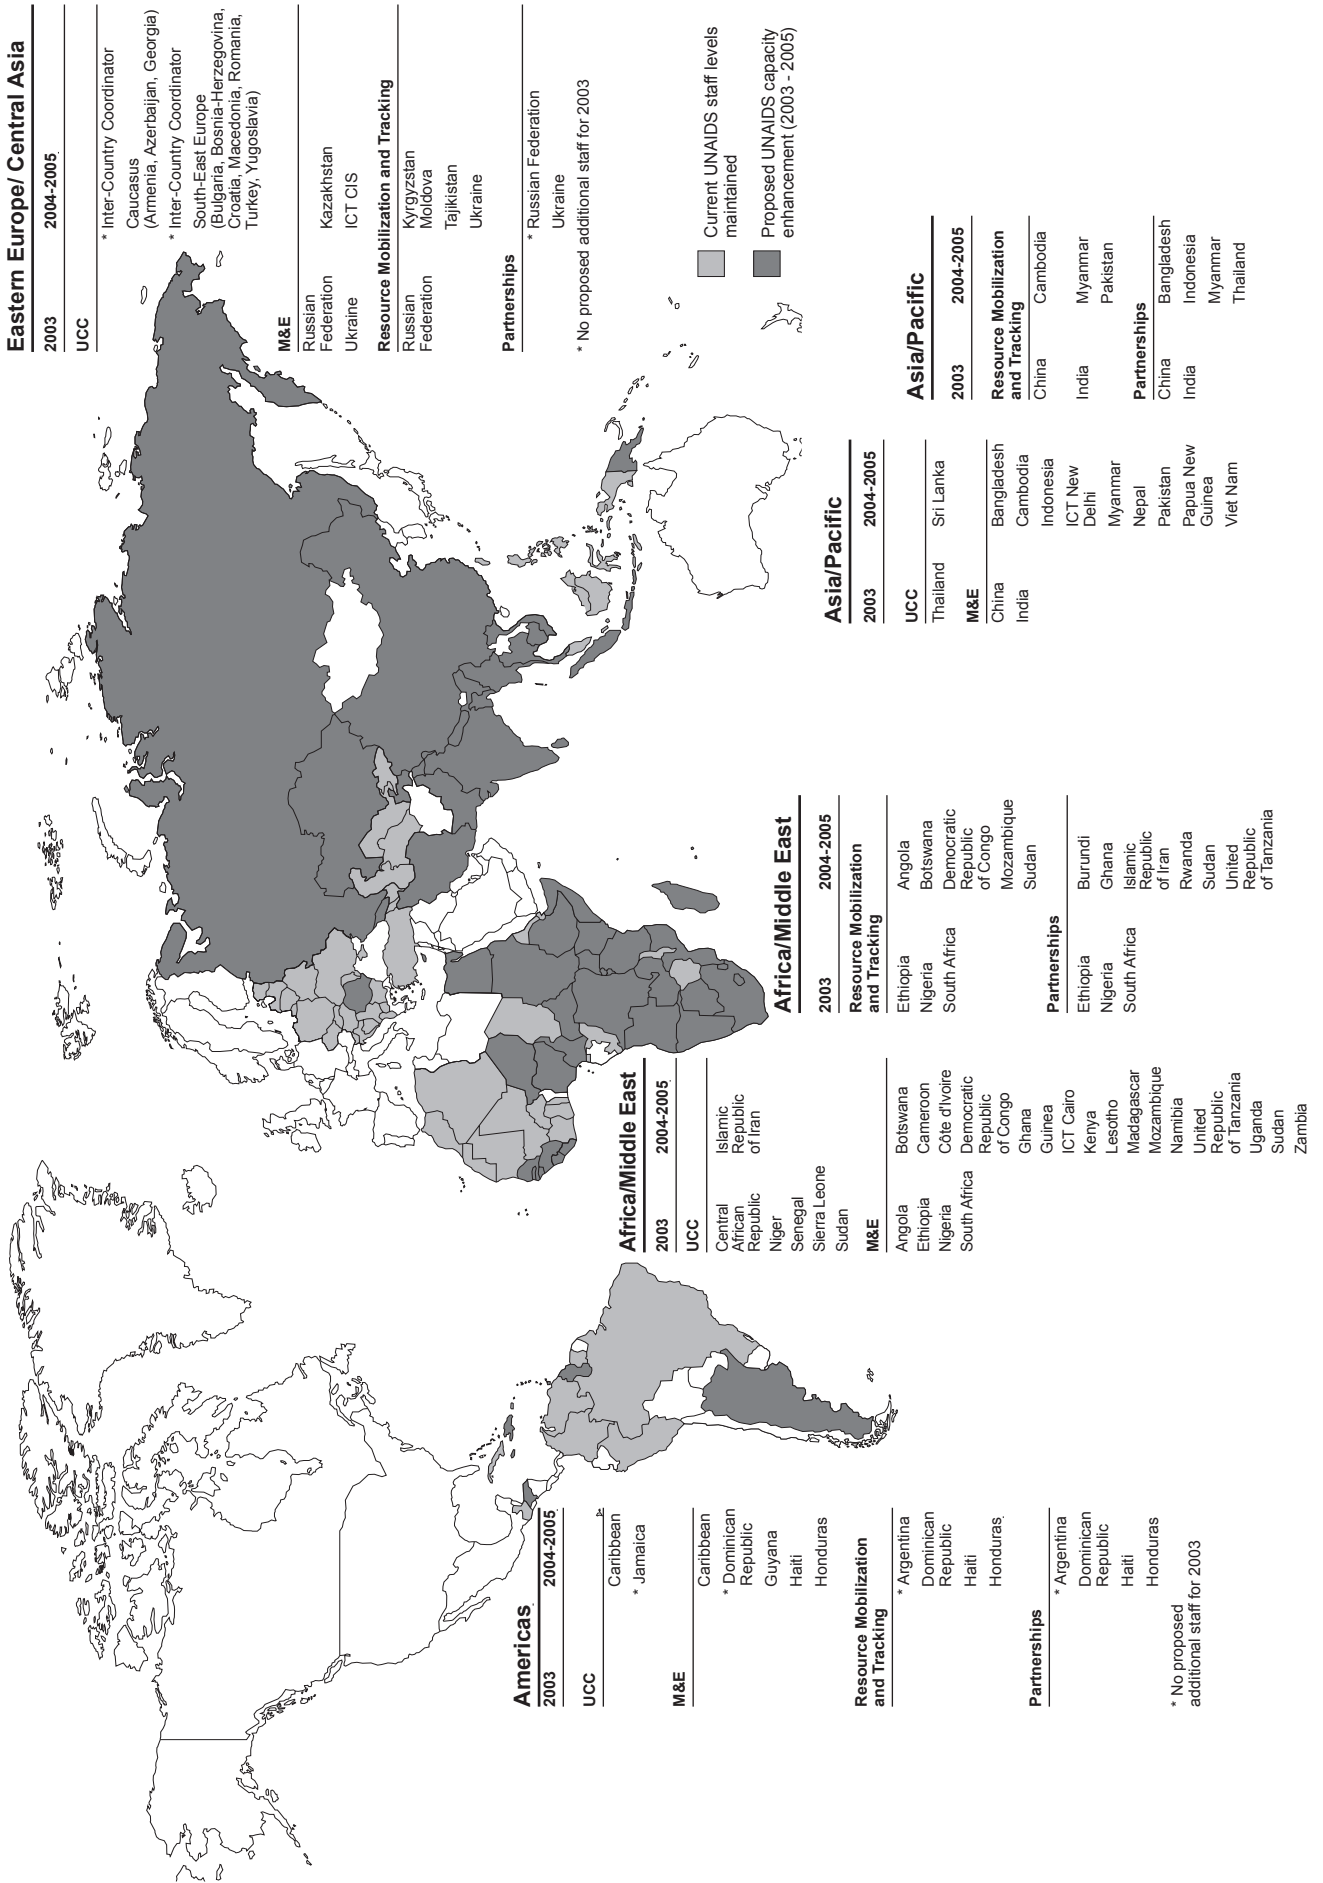 Eastern Europe/ Central Asia
2003 2004-2005
UCC
* Inter-Country Coordinator
Caucasus
(Armenia, Azerbaijan, Georgia)
* Inter-Country Coordinator
South-East Europe
(Bulgaria, Bosnia-Herzegovina,
Croatia, Macedonia, Romania,
Turkey, Yugoslavia)
M&E
Russian
Federation Kazakhstan
Ukraine ICT CIS
Resource Mobilization and Tracking
Russian Kyrgyzstan
Federation Moldova
Tajikistan
Ukraine
Partnerships
* Russian Federation
Ukraine
* No proposed additional staff for 2003
Current UNAIDS staff levels
maintained
Proposed UNAIDS capacity
enhancement (2003 - 2005)
Americas
2003 2004-2005
UCC
Caribbean
* Jamaica
M&E
Caribbean
* Dominican
Republic
Guyana
Haiti
Honduras
Resource Mobilization
and Tracking
* Argentina
Dominican
Republic
Haiti
Honduras
Partnerships
* Argentina
Dominican
Republic
Haiti
Honduras
* No proposed
additional staff for 2003
Africa/Middle East
2003 2004-2005
UCC
Central Islamic
African Republic
Republic of Iran
Niger
Senegal
Sierra Leone
Sudan
M&E
Angola Botswana
Ethiopia Cameroon
Nigeria Côte d'Ivoire
South Africa Democratic
Republic
of Congo
Ghana
Guinea
ICT Cairo
Kenya
Lesotho
Madagascar
Mozambique
Namibia
United
Republic
of Tanzania
Uganda
Sudan
Zambia
Africa/Middle East
2003 2004-2005
Resource Mobilization
and Tracking
Ethiopia Angola
Nigeria Botswana
South Africa Democratic
Republic
of Congo
Mozambique
Sudan
Partnerships
Ethiopia Burundi
Nigeria Ghana
South Africa Islamic
Republic
of Iran
Rwanda
Sudan
United
Republic
of Tanzania
Asia/Pacific
2003 2004-2005
UCC
Thailand Sri Lanka
M&E
China Bangladesh
India Cambodia
Indonesia
ICT New
Delhi
Myanmar
Nepal
Pakistan
Papua New
Guinea
Viet Nam
Asia/Pacific
2003 2004-2005
Resource Mobilization
and Tracking
China Cambodia
India Myanmar
Pakistan
Partnerships
China Bangladesh
India Indonesia
Myanmar
Thailand